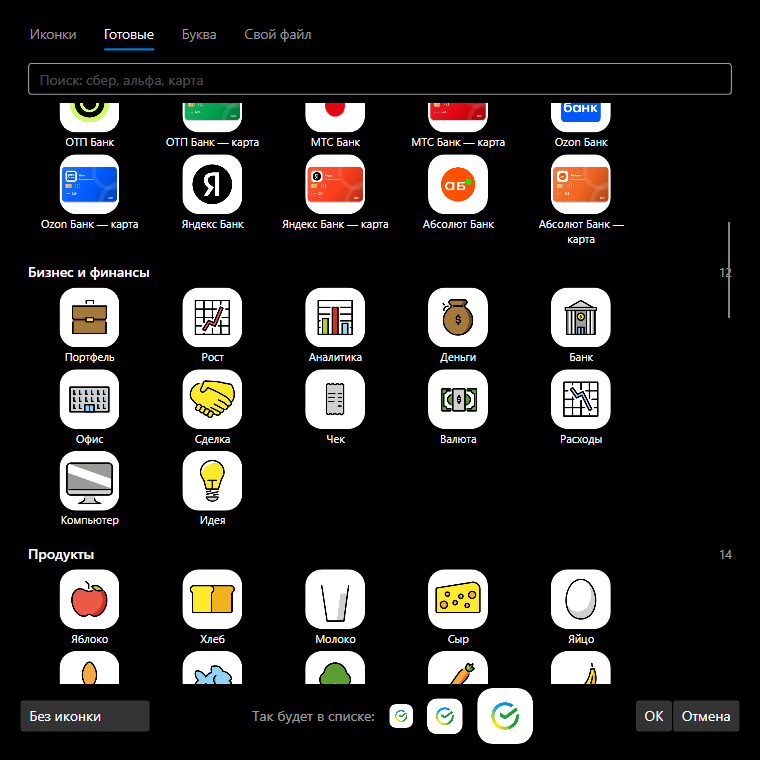 Иконки
Готовые
Буква
Свой файл
Поиск: сбер, альфа, карта
банк
ОТП Банк
ОТП Банк — карта
МТС Банк
МТС Банк — карта
Ozon Банк
Я
аб
Ozon Банк — карта
Яндекс Банк
Яндекс Банк — карта
Абсолют Банк
Абсолют Банк —
карта
Бизнес и финансы
12
Портфель
Рост
Аналитика
Деньги
Банк
Офис
Сделка
Чек
Валюта
Расходы
Компьютер
Идея
Продукты
14
Яблоко
Хлеб
Молоко
Сыр
Яйцо
Без иконки
Так будет в списке:
ОК
Отмена